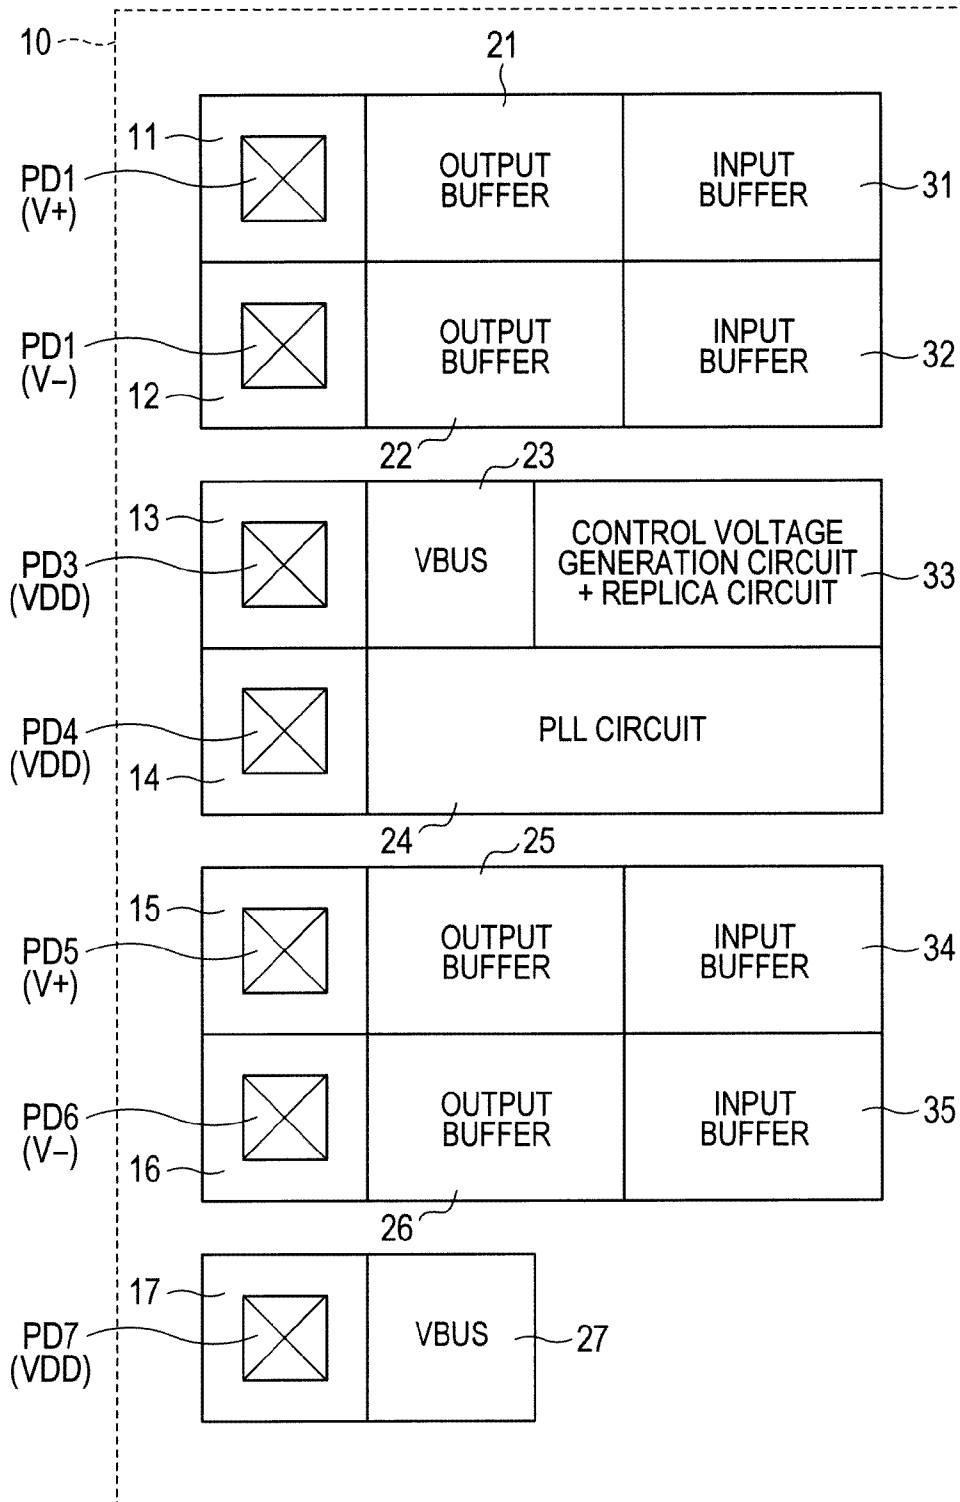 10
21
11
PD1
(V+)
OUTPUT
BUFFER
INPUT
BUFFER
31
PD1
(V−)
12
OUTPUT
BUFFER
INPUT
BUFFER
32
22
23
13
PD3
(VDD)
VBUS
CONTROL VOLTAGE
GENERATION CIRCUIT
+ REPLICA CIRCUIT
33
PD4
(VDD)
14
PLL CIRCUIT
24
25
15
PD5
(V+)
OUTPUT
BUFFER
INPUT
BUFFER
34
PD6
(V−)
16
OUTPUT
BUFFER
INPUT
BUFFER
35
26
17
PD7
(VDD)
VBUS
27